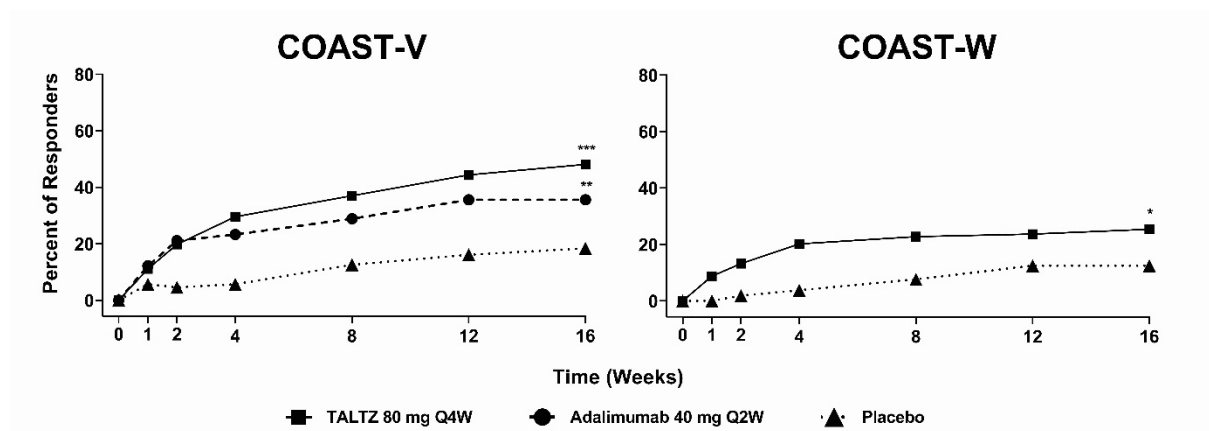 COAST-V
COAST-W
Percent of Responders
80
60
40
20
0
***
**
0 1 2 4 8 12 16
80
60
40
20
0
*
0 1 2 4 8 12 16
Time (Weeks)
TALTZ 80 mg Q4W Adalimumab 40 mg Q2W Placebo